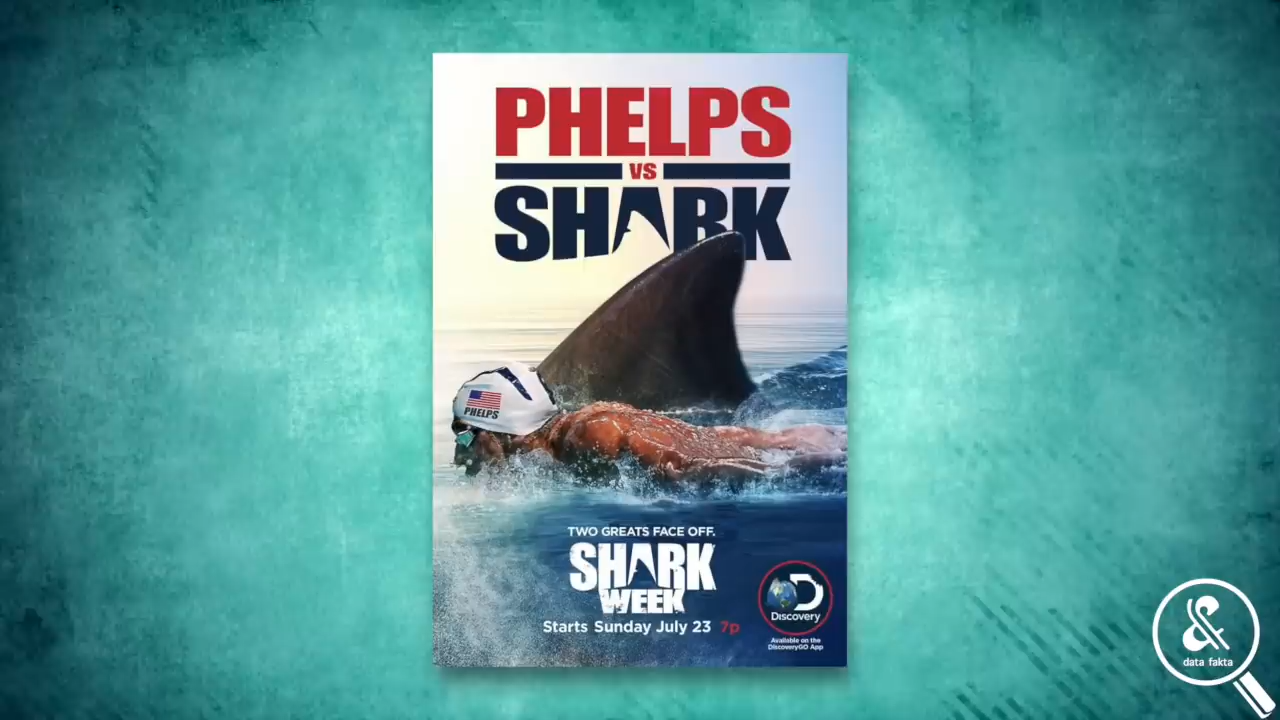 PHELPS
VS
SHARK
PHELPS
TWO GREATS FACE OFF.
SHARK
WEEK
Starts Sunday July 23 7p
Discovery
Available on the
DiscoveryGO App
&
data fakta